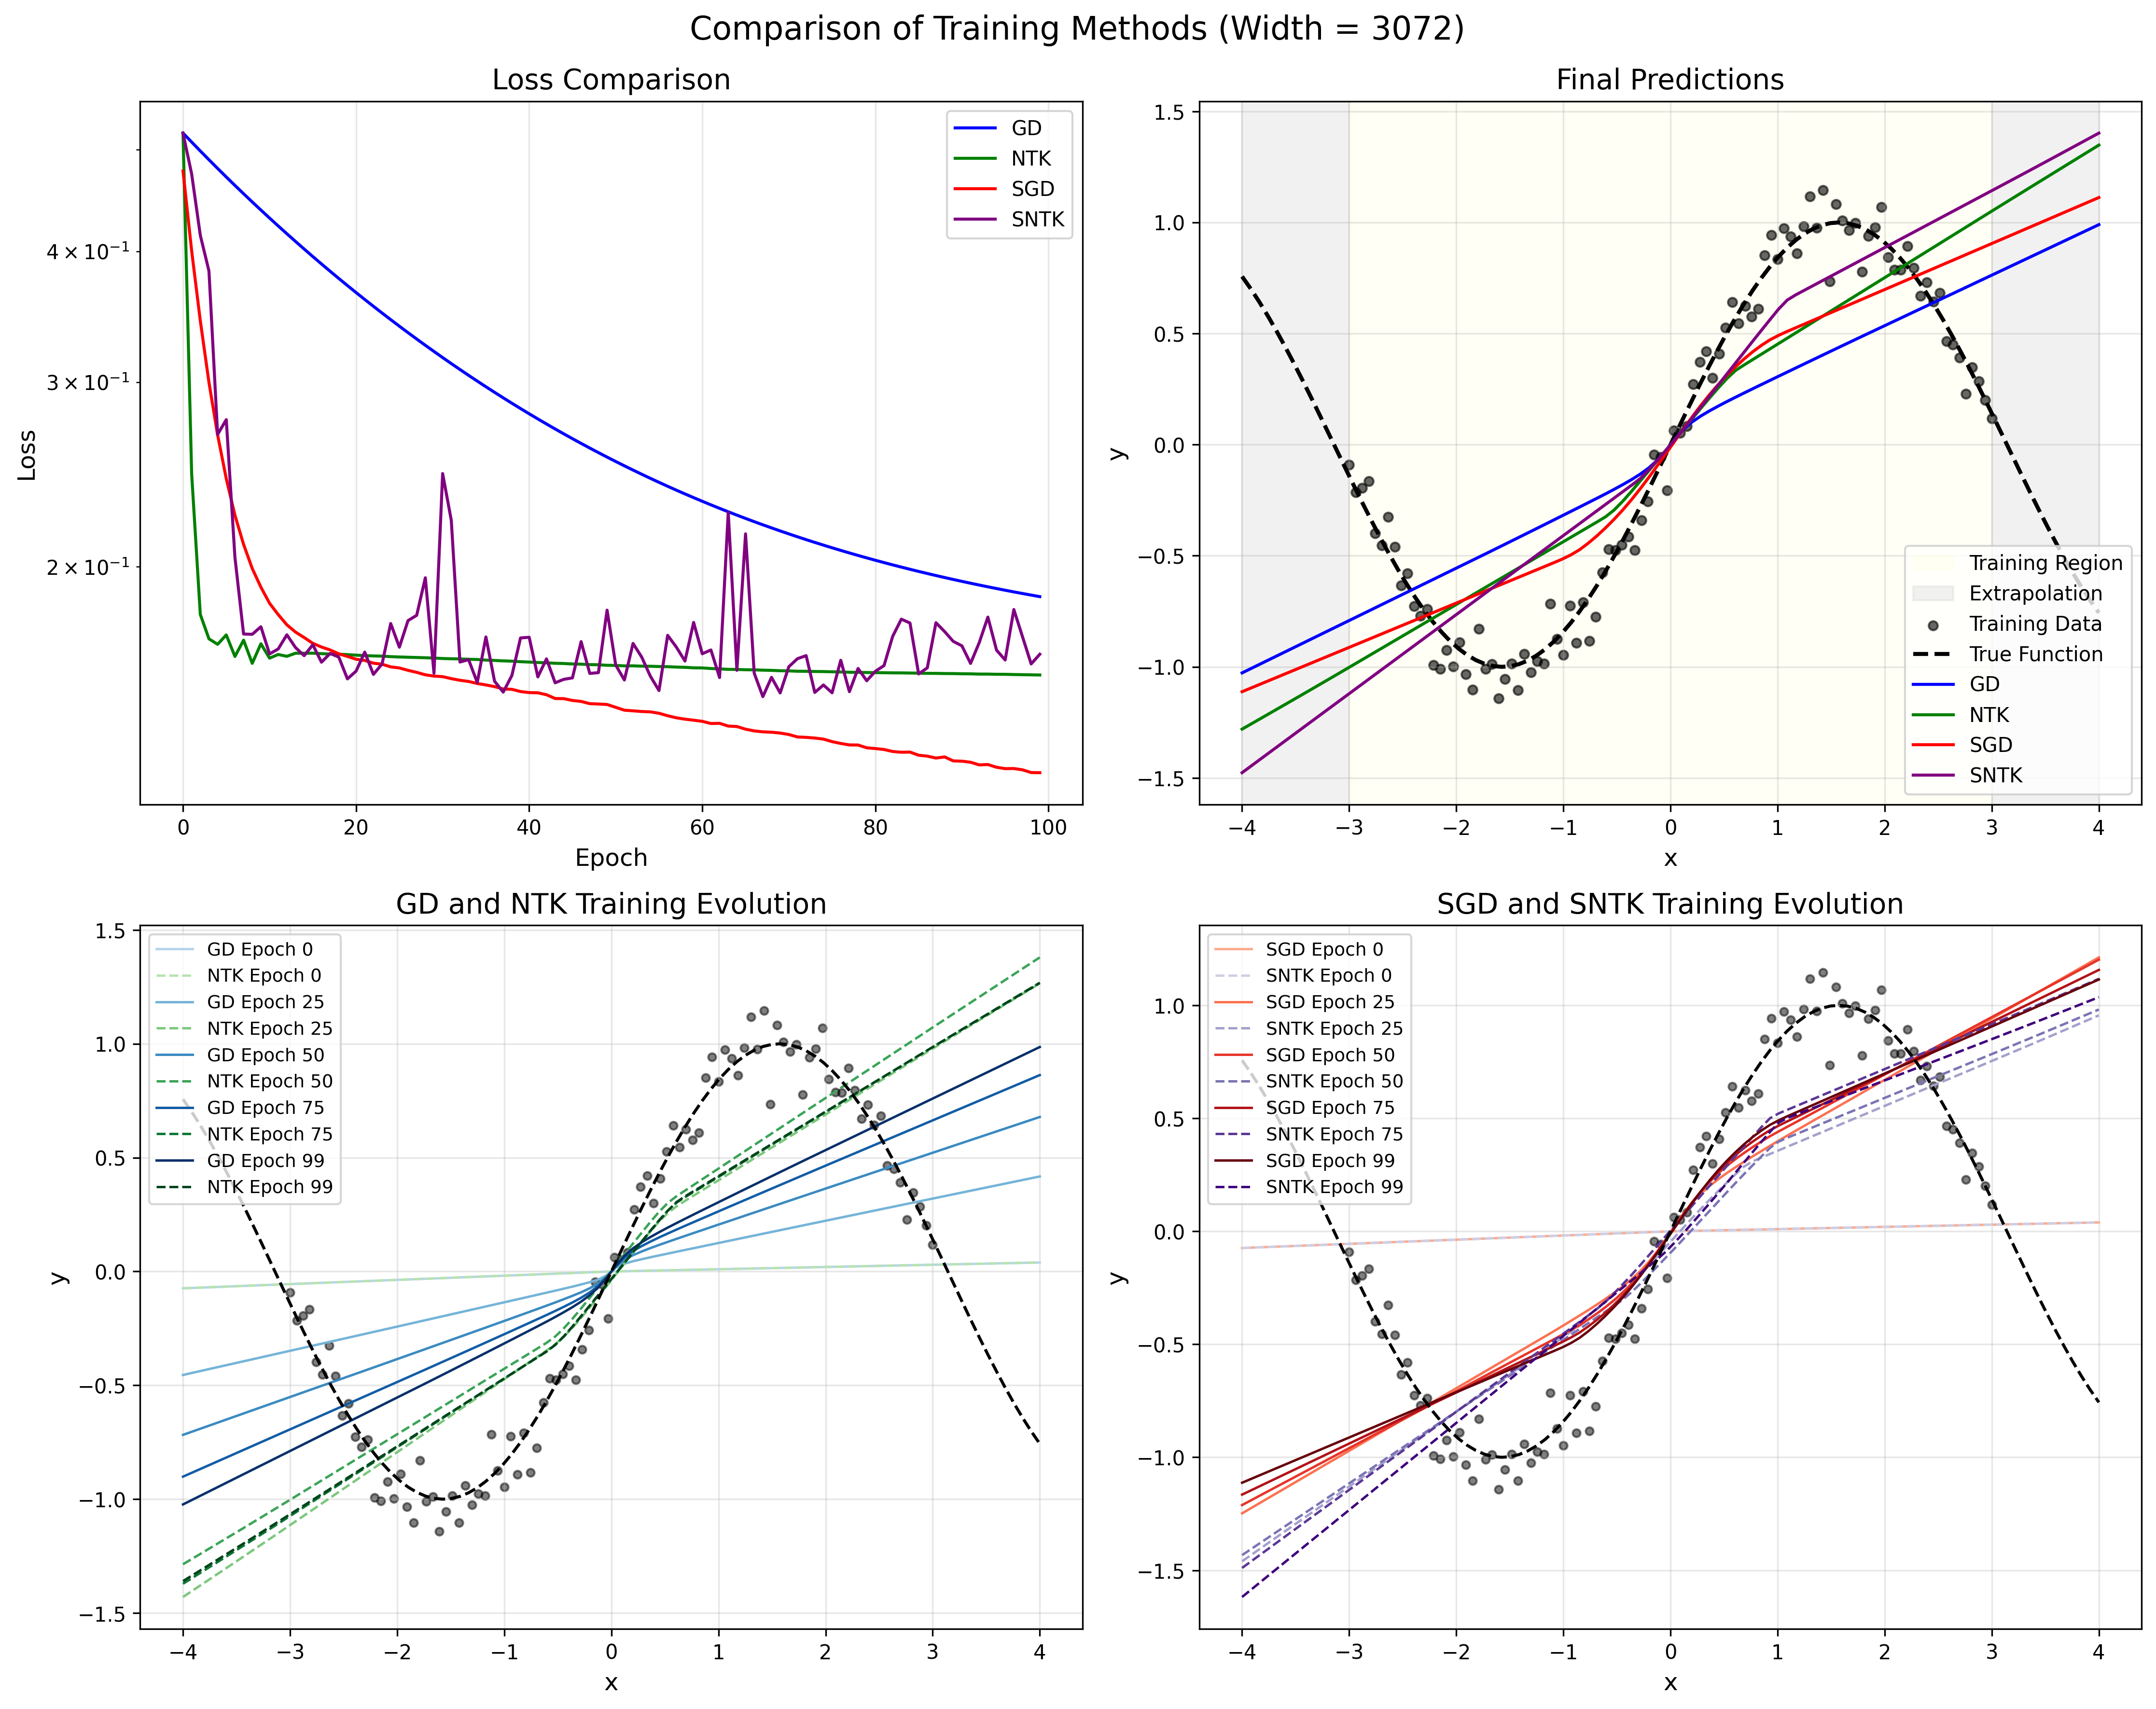 Comparison of Training Methods (Width = 3072)
Loss Comparison
GD
NTK
SGD
SNTK
4 × 10⁻¹
3 × 10⁻¹
2 × 10⁻¹
Loss
0 20 40 60 80 100
Epoch
Final Predictions
1.5
1.0
0.5
0.0
−0.5
−1.0
−1.5
y
Training Region
Extrapolation
Training Data
True Function
GD
NTK
SGD
SNTK
−4 −3 −2 −1 0 1 2 3 4
x
GD and NTK Training Evolution
GD Epoch 0
NTK Epoch 0
GD Epoch 25
NTK Epoch 25
GD Epoch 50
NTK Epoch 50
GD Epoch 75
NTK Epoch 75
GD Epoch 99
NTK Epoch 99
1.5
1.0
0.5
0.0
−0.5
−1.0
−1.5
y
−4 −3 −2 −1 0 1 2 3 4
x
SGD and SNTK Training Evolution
SGD Epoch 0
SNTK Epoch 0
SGD Epoch 25
SNTK Epoch 25
SGD Epoch 50
SNTK Epoch 50
SGD Epoch 75
SNTK Epoch 75
SGD Epoch 99
SNTK Epoch 99
1.0
0.5
0.0
−0.5
−1.0
−1.5
y
−4 −3 −2 −1 0 1 2 3 4
x